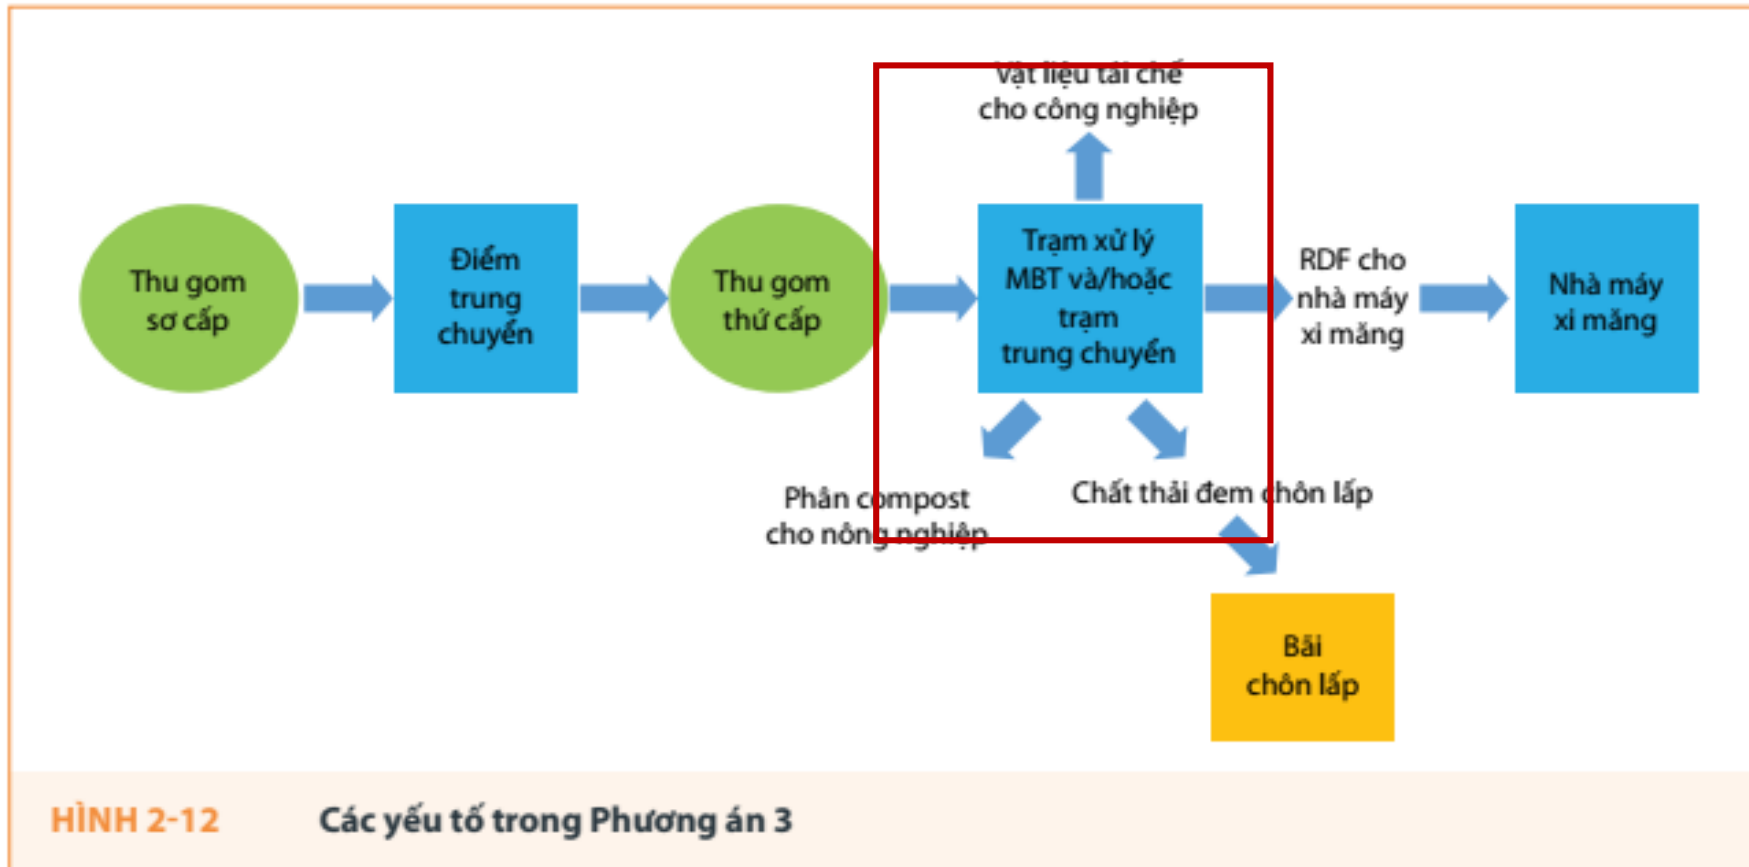 Vật liệu tái chế
cho công nghiệp
Thu gom
sơ cấp
Điểm
trung
chuyển
Thu gom
thứ cấp
Trạm xử lý
MBT và/hoặc
trạm
trung chuyển
RDF cho
nhà máy
xi măng
Nhà máy
xi măng
Phân compost
cho nông nghiệp
Chất thải đem chôn lấp
Bãi
chôn lấp
HÌNH 2-12 Các yếu tố trong Phương án 3